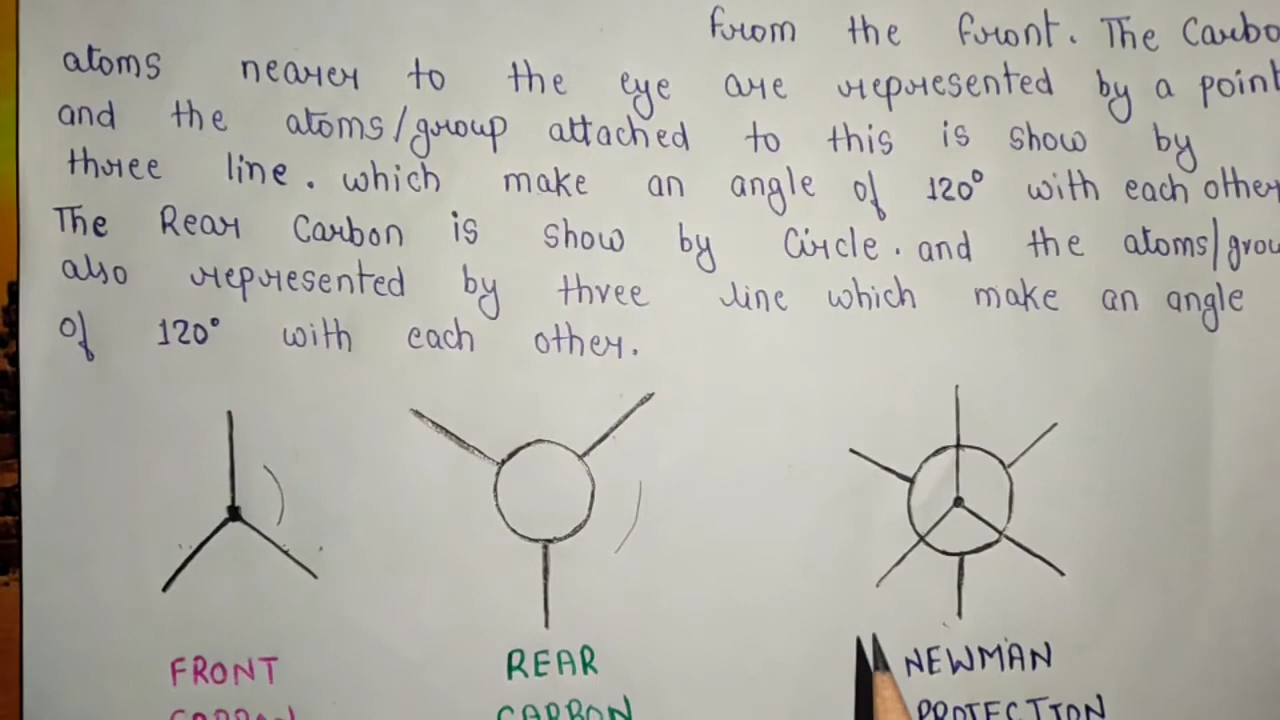 from the front. The Carbo
atoms nearer to the eye are represented by a point
and the atoms/group attached to this is show by
three line. which make an angle of 120° with each other
The Rear Carbon is show by Circle. and the atoms/grou
also represented by three line which make an angle
of 120° with each other.
FRONT
CARBON
REAR
CARBON
NEWMAN
PROJECTION